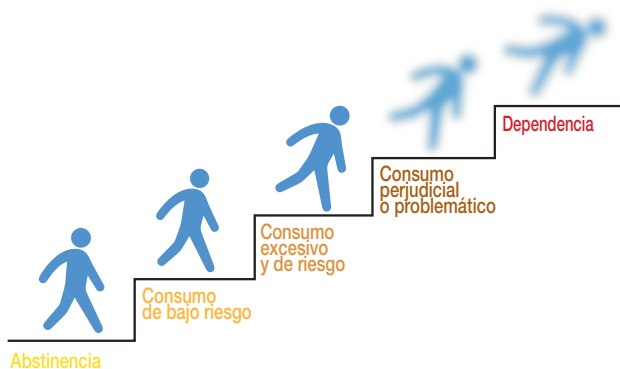 Dependencia
Consumo
perjudicial
o problemático
Consumo
excesivo
y de riesgo
Consumo
de bajo riesgo
Abstinencia